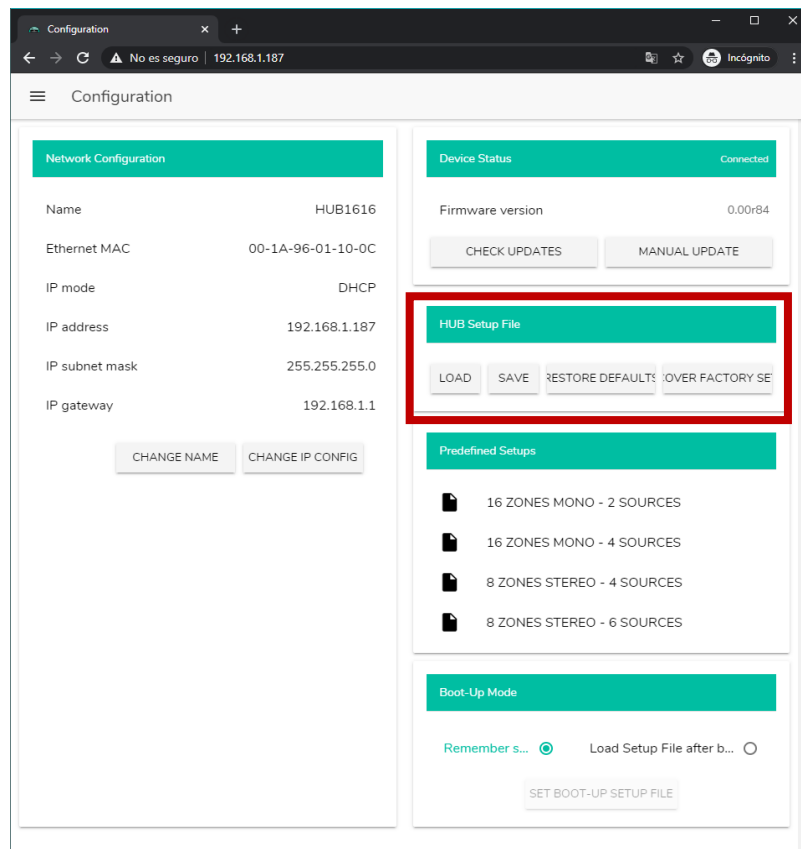 Configuration
No es seguro | 192.168.1.187
Incógnito
Configuration
Network Configuration
Name HUB1616
Ethernet MAC 00-1A-96-01-10-0C
IP mode DHCP
IP address 192.168.1.187
IP subnet mask 255.255.255.0
IP gateway 192.168.1.1
CHANGE NAME CHANGE IP CONFIG
Device Status Connected
Firmware version 0.00r84
CHECK UPDATES MANUAL UPDATE
HUB Setup File
LOAD SAVE RESTORE DEFAULTS OVER FACTORY SE
Predefined Setups
16 ZONES MONO - 2 SOURCES
16 ZONES MONO - 4 SOURCES
8 ZONES STEREO - 4 SOURCES
8 ZONES STEREO - 6 SOURCES
Boot-Up Mode
Remember s... Load Setup File after b...
SET BOOT-UP SETUP FILE